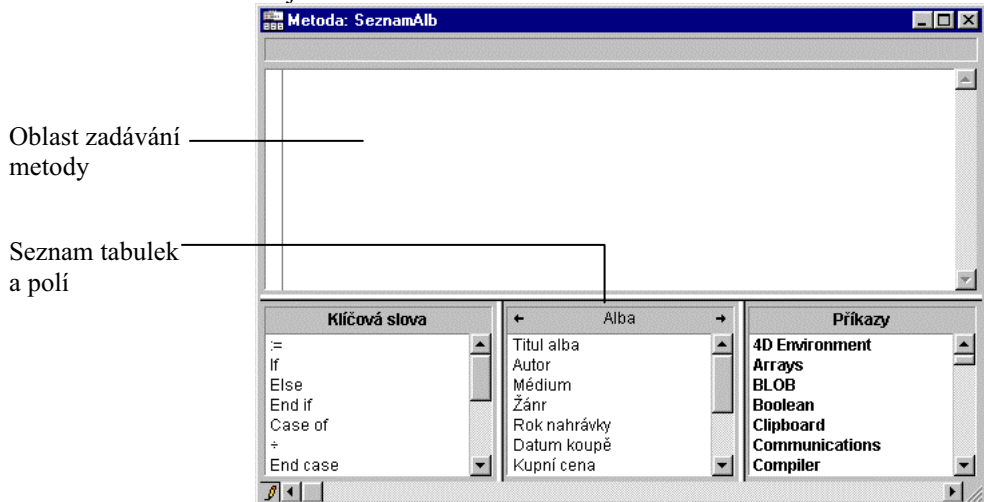 Metoda: SeznamAlb
Oblast zadávání
metody
Seznam tabulek
a polí
Klíčová slova
:=
If
Else
End if
Case of
÷
End case
Alba
Titul alba
Autor
Médium
Žánr
Rok nahrávky
Datum koupě
Kupní cena
Příkazy
4D Environment
Arrays
BLOB
Boolean
Clipboard
Communications
Compiler